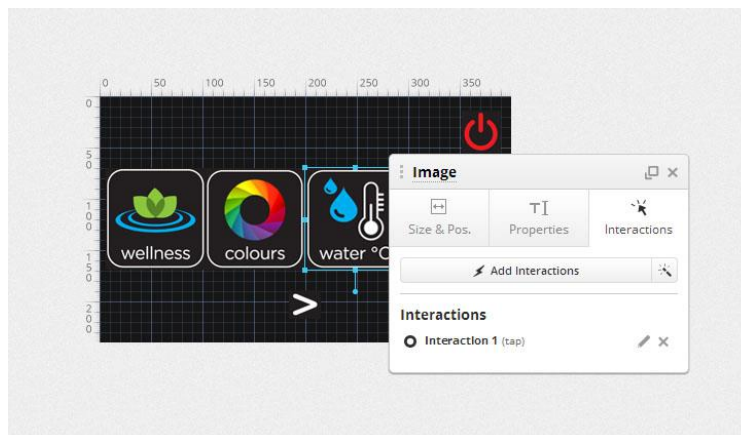 0 50 100 150 200 250 300 350
0
50
100
150
200
wellness
colours
water °C
>
Image
Size & Pos.
Properties
Interactions
Add Interactions
Interactions
Interaction 1 (tap)